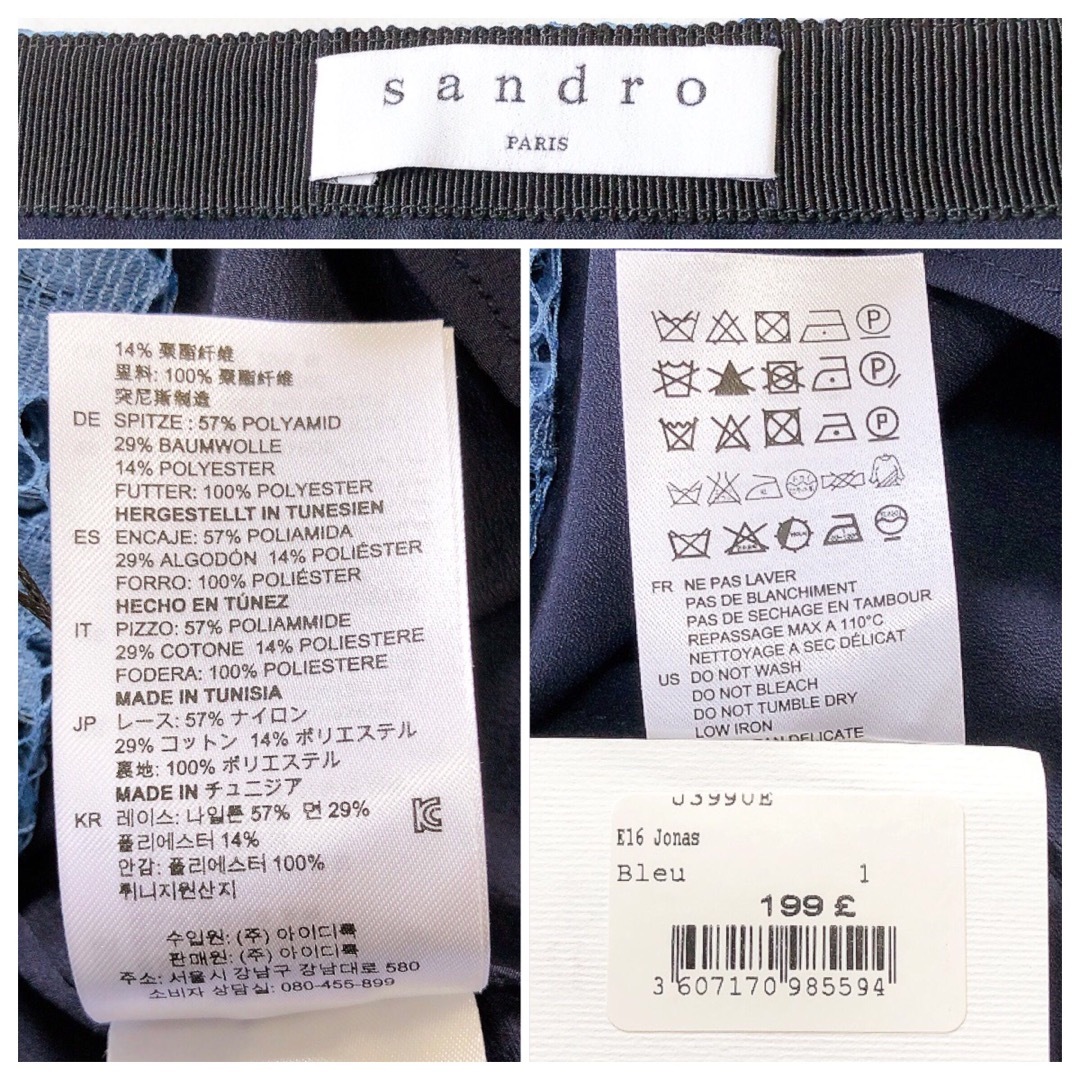 sandro
PARIS
14% 聚酯纤维
里料: 100% 聚酯纤维
突尼斯制造
DE SPITZE : 57% POLYAMID
29% BAUMWOLLE
14% POLYESTER
FUTTER: 100% POLYESTER
HERGESTELLT IN TUNESIEN
ES ENCAJE: 57% POLIAMIDA
29% ALGODÓN 14% POLIÉSTER
FORRO: 100% POLIÉSTER
HECHO EN TÚNEZ
IT PIZZO: 57% POLIAMMIDE
29% COTONE 14% POLIESTERE
FODERA: 100% POLIESTERE
MADE IN TUNISIA
JP レース: 57% ナイロン
29% コットン 14% ポリエステル
裏地: 100% ポリエステル
MADE IN チュニジア
KR 레이스: 나일론 57% 면 29%
폴리에스터 14%
안감: 폴리에스터 100%
튀니지원산지
수입원: (주) 아이디룩
판매원: (주) 아이디룩
주소: 서울시 강남구 강남대로 580
소비자 상담실: 080-455-899
P
P
P
FR NE PAS LAVER
PAS DE BLANCHIMENT
PAS DE SECHAGE EN TAMBOUR
REPASSAGE MAX A 110°C
NETTOYAGE A SEC DÉLICAT
US DO NOT WASH
DO NOT BLEACH
DO NOT TUMBLE DRY
LOW IRON
DELICATE
J3990E
E16 Jonas
Bleu 1
199 £
3 607170 985594